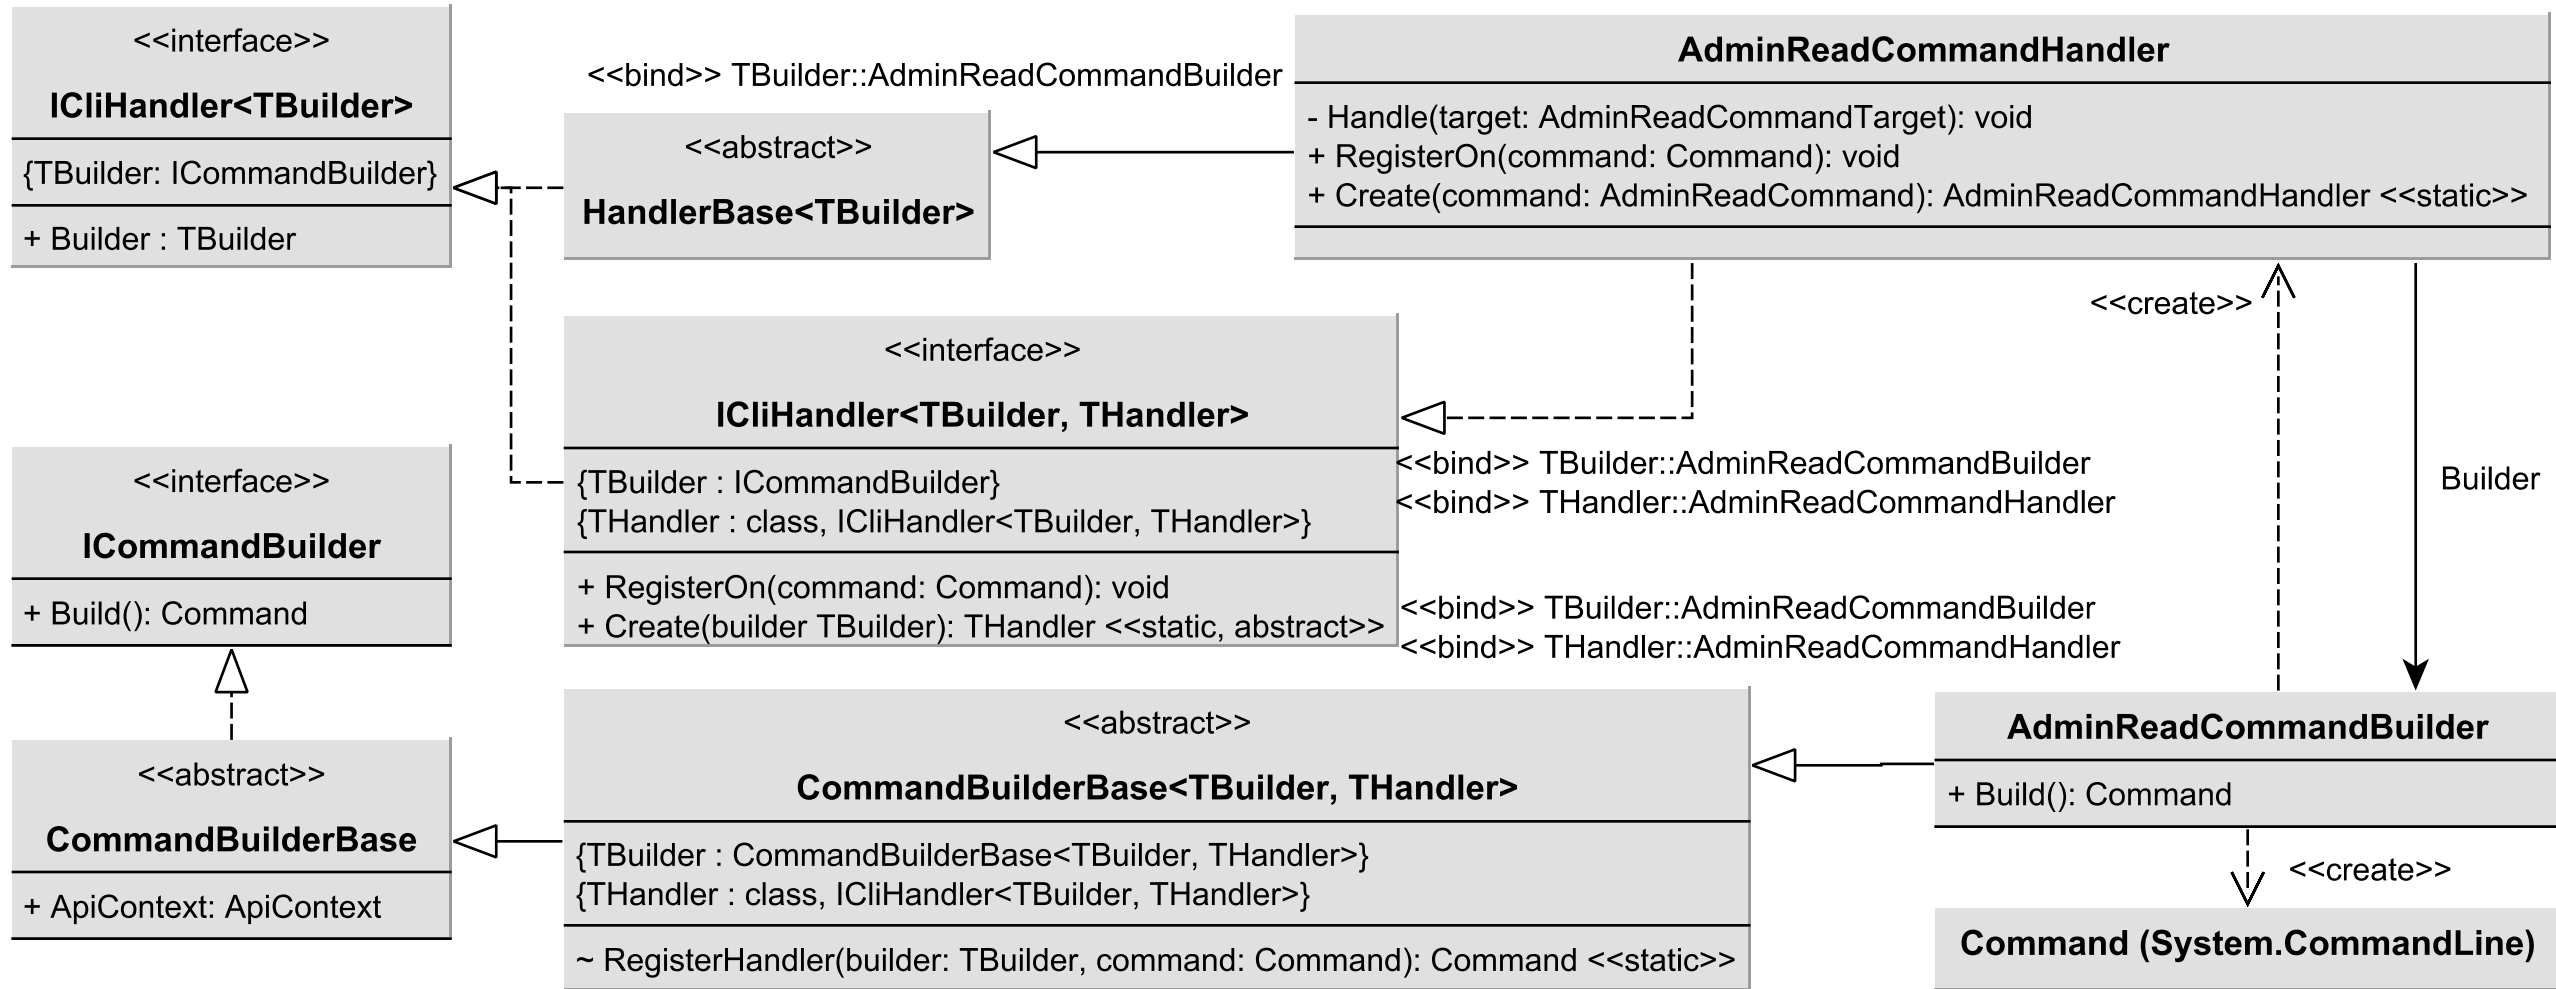 <<interface>>
ICliHandler<TBuilder>
{TBuilder: ICommandBuilder}
+ Builder : TBuilder
<<bind>> TBuilder::AdminReadCommandBuilder
<<abstract>>
HandlerBase<TBuilder>
AdminReadCommandHandler
- Handle(target: AdminReadCommandTarget): void
+ RegisterOn(command: Command): void
+ Create(command: AdminReadCommand): AdminReadCommandHandler <<static>>
<<create>>
Builder
<<interface>>
ICliHandler<TBuilder, THandler>
{TBuilder : ICommandBuilder}
{THandler : class, ICliHandler<TBuilder, THandler>}
+ RegisterOn(command: Command): void
+ Create(builder TBuilder): THandler <<static, abstract>>
<<bind>> TBuilder::AdminReadCommandBuilder
<<bind>> THandler::AdminReadCommandHandler
<<bind>> TBuilder::AdminReadCommandBuilder
<<bind>> THandler::AdminReadCommandHandler
<<interface>>
ICommandBuilder
+ Build(): Command
<<abstract>>
CommandBuilderBase
+ ApiContext: ApiContext
<<abstract>>
CommandBuilderBase<TBuilder, THandler>
{TBuilder : CommandBuilderBase<TBuilder, THandler>}
{THandler : class, ICliHandler<TBuilder, THandler>}
~ RegisterHandler(builder: TBuilder, command: Command): Command <<static>>
AdminReadCommandBuilder
+ Build(): Command
<<create>>
Command (System.CommandLine)